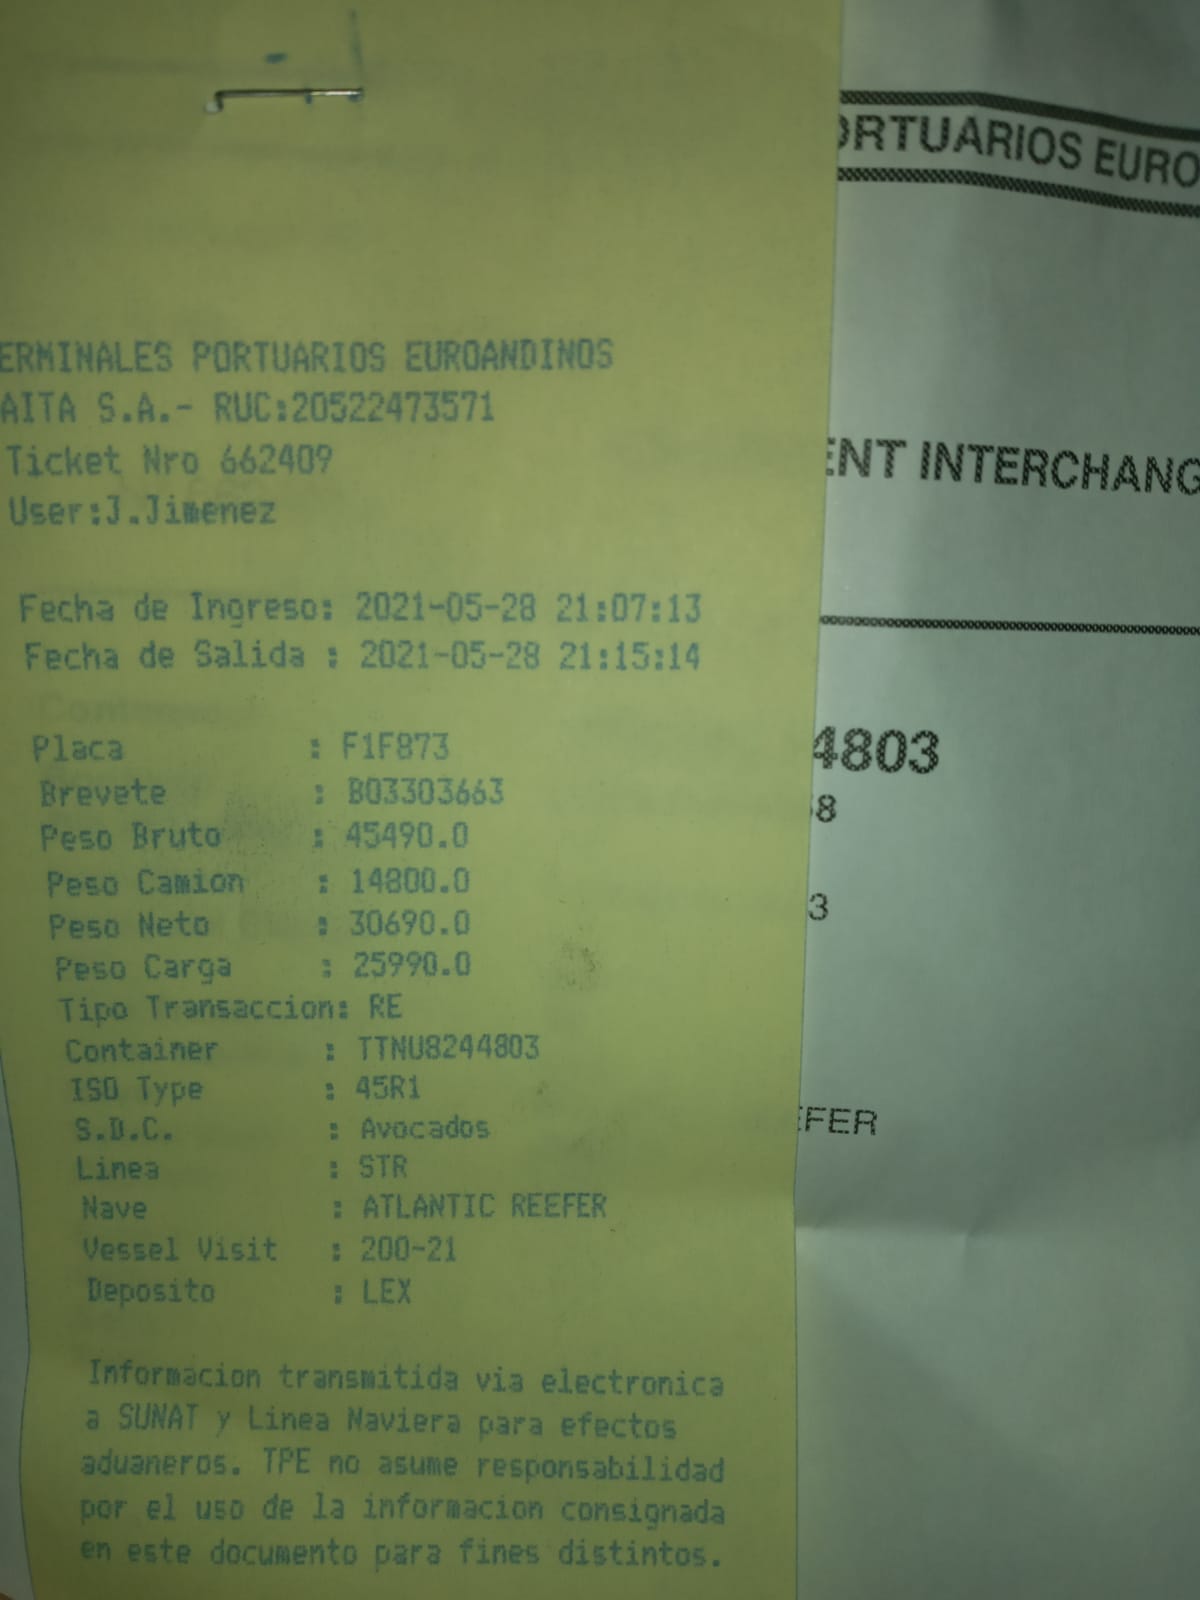 ERMINALES PORTUARIOS EUROANDINOS
AITA S.A.- RUC:20522473571
Ticket Nro 662409
User:J.Jimenez
Fecha de Ingreso: 2021-05-28 21:07:13
Fecha de Salida : 2021-05-28 21:15:14
Placa : F1F873
Brevete : B03303663
Peso Bruto : 45490.0
Peso Camion : 14800.0
Peso Neto : 30690.0
Peso Carga : 25990.0
Tipo Transaccion: RE
Container : TTNU8244803
ISO Type : 45R1
S.D.C. : Avocados
Linea : STR
Nave : ATLANTIC REEFER
Vessel Visit : 200-21
Deposito : LEX
Informacion transmitida via electronica
a SUNAT y Linea Naviera para efectos
aduaneros. TPE no asume responsabilidad
por el uso de la informacion consignada
en este documento para fines distintos.
ORTUARIOS EURO
ENT INTERCHANG
4803
8
3
EFER